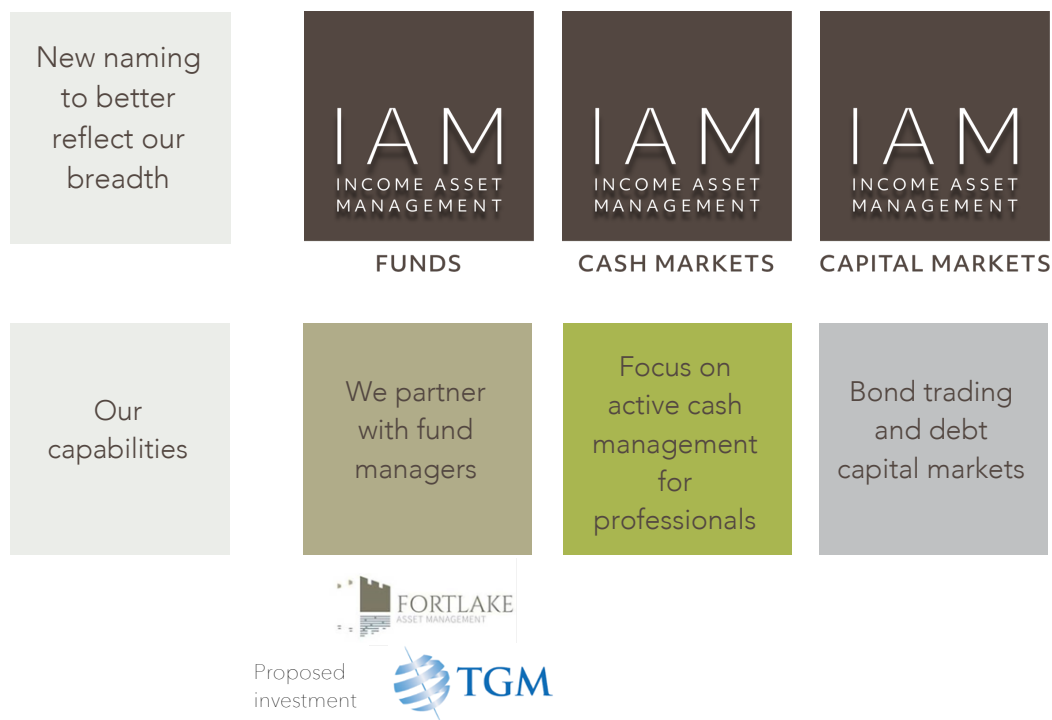 New naming
to better
reflect our
breadth
IAM
INCOME ASSET
MANAGEMENT
FUNDS
IAM
INCOME ASSET
MANAGEMENT
CASH MARKETS
IAM
INCOME ASSET
MANAGEMENT
CAPITAL MARKETS
Our
capabilities
We partner
with fund
managers
Focus on
active cash
management
for
professionals
Bond trading
and debt
capital markets
FORTLAKE
ASSET MANAGEMENT
Proposed
investment
TGM